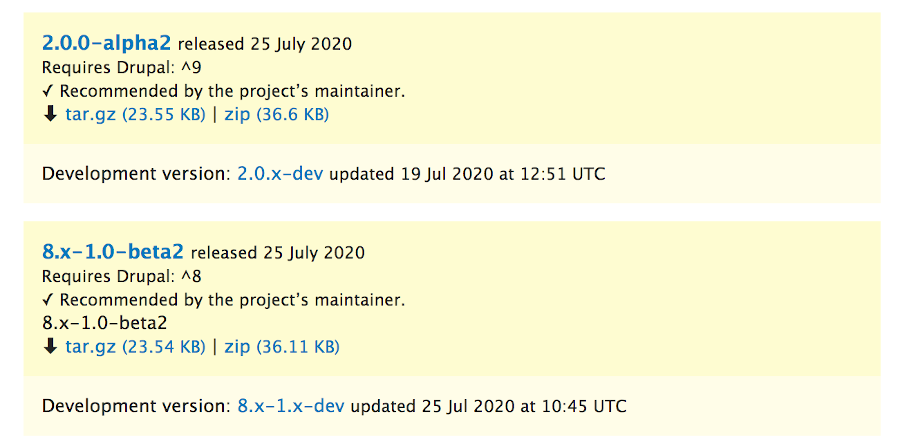 2.0.0-alpha2 released 25 July 2020
Requires Drupal: ^9
✓ Recommended by the project’s maintainer.
⬇ tar.gz (23.55 KB) | zip (36.6 KB)
Development version: 2.0.x-dev updated 19 Jul 2020 at 12:51 UTC
8.x-1.0-beta2 released 25 July 2020
Requires Drupal: ^8
✓ Recommended by the project’s maintainer.
8.x-1.0-beta2
⬇ tar.gz (23.54 KB) | zip (36.11 KB)
Development version: 8.x-1.x-dev updated 25 Jul 2020 at 10:45 UTC